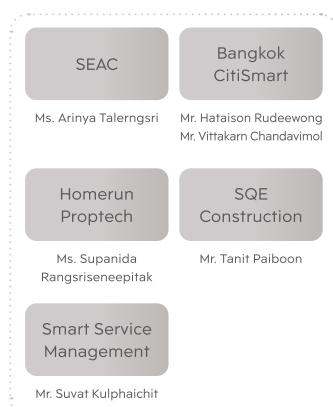 SEAC
Ms. Arinya Talerngsri
Bangkok
CitiSmart
Mr. Hataison Rudeewong
Mr. Vittakarn Chandavimol
Homerun
Proptech
Ms. Supanida
Rangsriseneepitak
SQE
Construction
Mr. Tanit Paiboon
Smart Service
Management
Mr. Suvat Kulphaichit